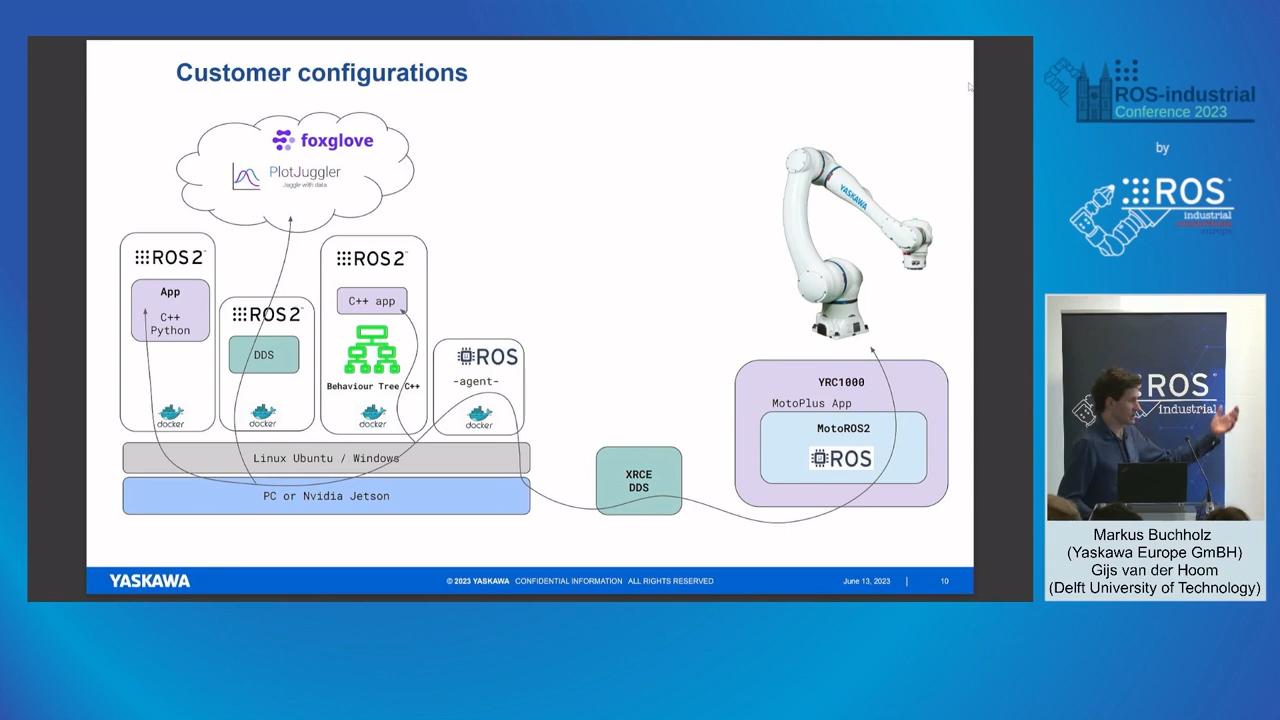 Customer configurations
foxglove
PlotJuggler
Juggle with data
ROS 2
App
C++
Python
docker
ROS 2
DDS
docker
ROS 2
C++ app
Behaviour Tree C++
docker
ROS
-agent-
docker
Linux Ubuntu / Windows
PC or Nvidia Jetson
XRCE
DDS
YASKAWA
YRC1000
MotoPlus App
MotoROS2
ROS
YASKAWA
© 2023 YASKAWA CONFIDENTIAL INFORMATION ALL RIGHTS RESERVED
June 13, 2023
10
ROS-industrial
Conference 2023
by
ROS
industrial
europe
ROS
industrial
Markus Buchholz
(Yaskawa Europe GmBH)
Gijs van der Hoom
(Delft University of Technology)